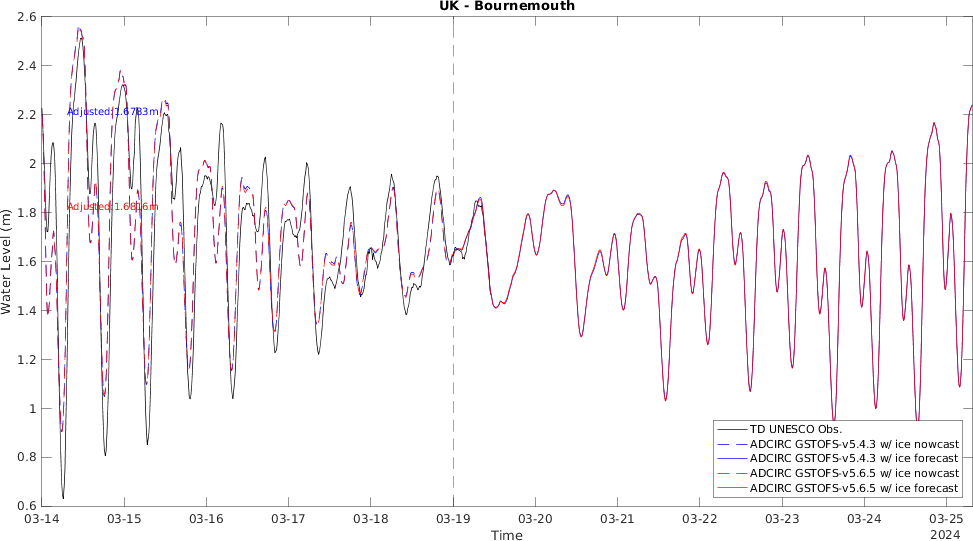 UK - Bournemouth
2.6
2.4
2.2
2
1.8
1.6
1.4
1.2
1
0.8
0.6
Water Level (m)
Adjusted:1.6783m
Adjusted:1.6816m
TD UNESCO Obs.
ADCIRC GSTOFS-v5.4.3 w/ ice nowcast
ADCIRC GSTOFS-v5.4.3 w/ ice forecast
ADCIRC GSTOFS-v5.6.5 w/ ice nowcast
ADCIRC GSTOFS-v5.6.5 w/ ice forecast
03-14 03-15 03-16 03-17 03-18 03-19 03-20 03-21 03-22 03-23 03-24 03-25
2024
Time